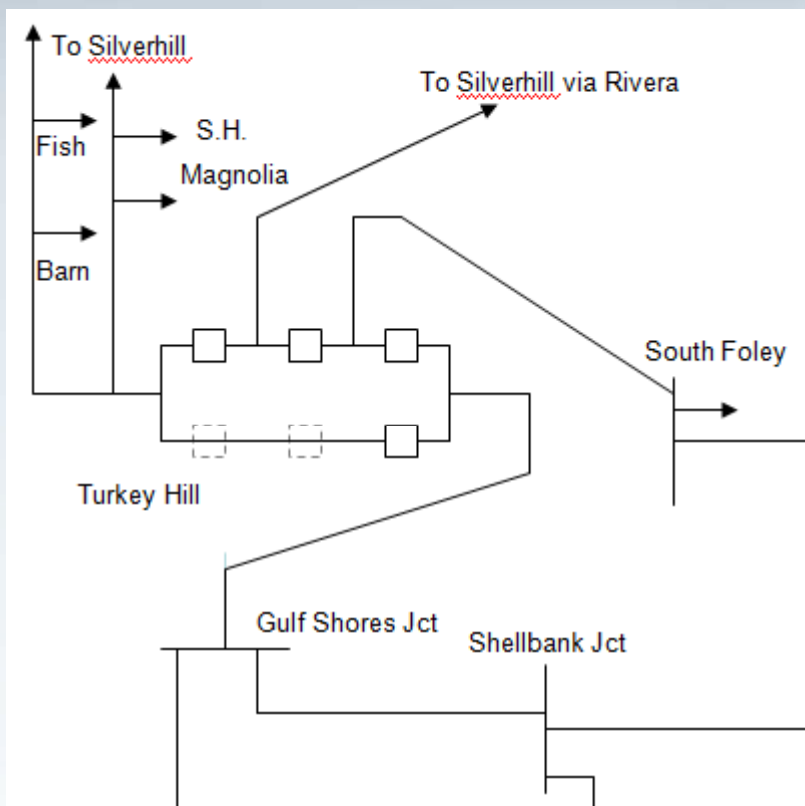 To Silverhill
To Silverhill via Rivera
S.H.
Fish
Magnolia
Barn
South Foley
Turkey Hill
Gulf Shores Jct
Shellbank Jct